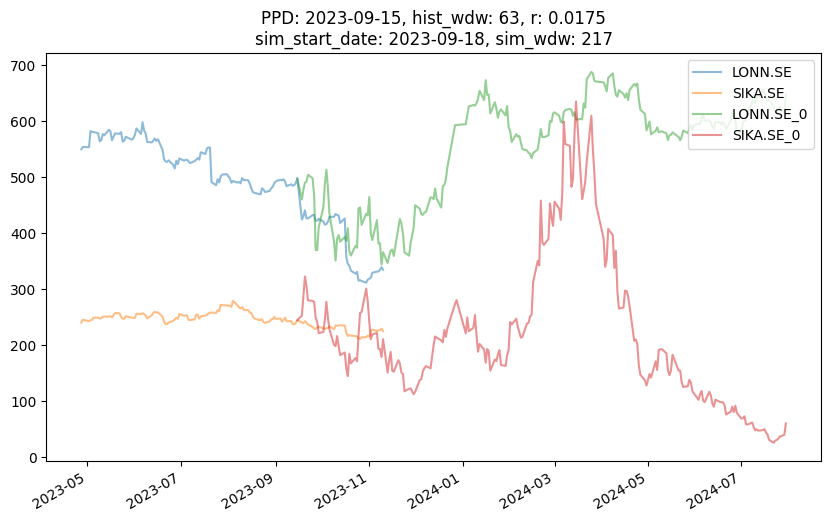 PPD: 2023-09-15, hist_wdw: 63, r: 0.0175
sim_start_date: 2023-09-18, sim_wdw: 217
LONN.SE
SIKA.SE
LONN.SE_0
SIKA.SE_0
700
600
500
400
300
200
100
0
2023-05
2023-07
2023-09
2023-11
2024-01
2024-03
2024-05
2024-07